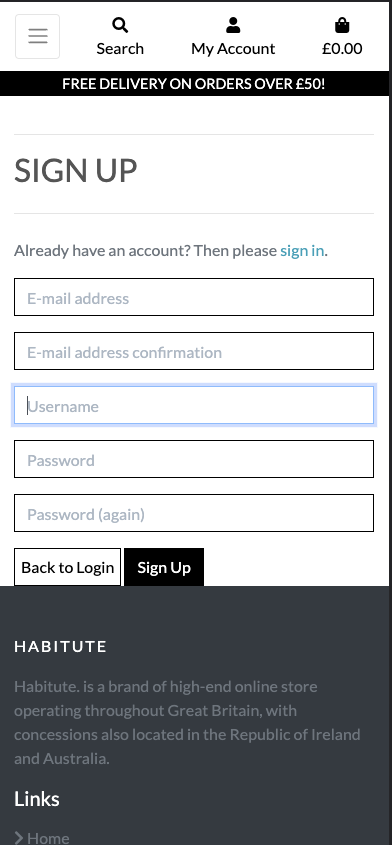 Search
My Account
£0.00
FREE DELIVERY ON ORDERS OVER £50!
SIGN UP
Already have an account? Then please sign in.
E-mail address
E-mail address confirmation
Username
Password
Password (again)
Back to Login
Sign Up
HABITUTE
Habitute. is a brand of high-end online store
operating throughout Great Britain, with
concessions also located in the Republic of Ireland
and Australia.
Links
Home